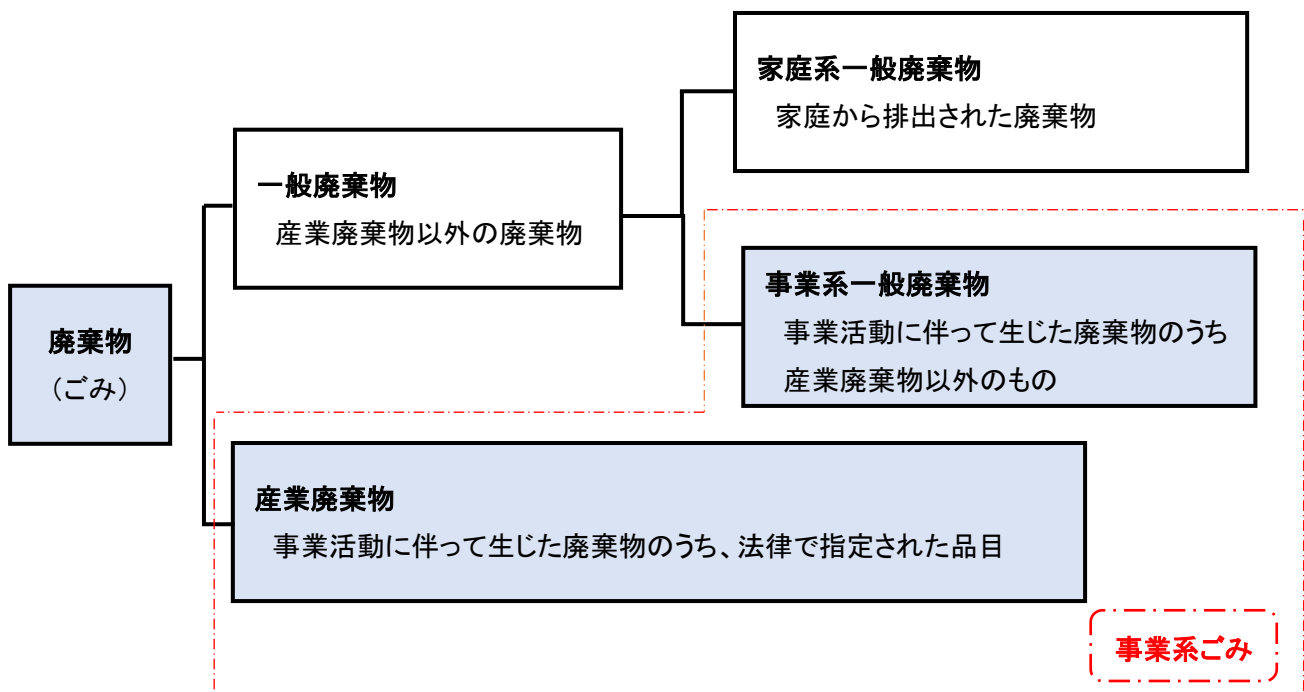 家庭系一般廃棄物
家庭から排出された廃棄物
一般廃棄物
産業廃棄物以外の廃棄物
事業系一般廃棄物
事業活動に伴って生じた廃棄物のうち
産業廃棄物以外のもの
廃棄物
(ごみ)
産業廃棄物
事業活動に伴って生じた廃棄物のうち、法律で指定された品目
事業系ごみ